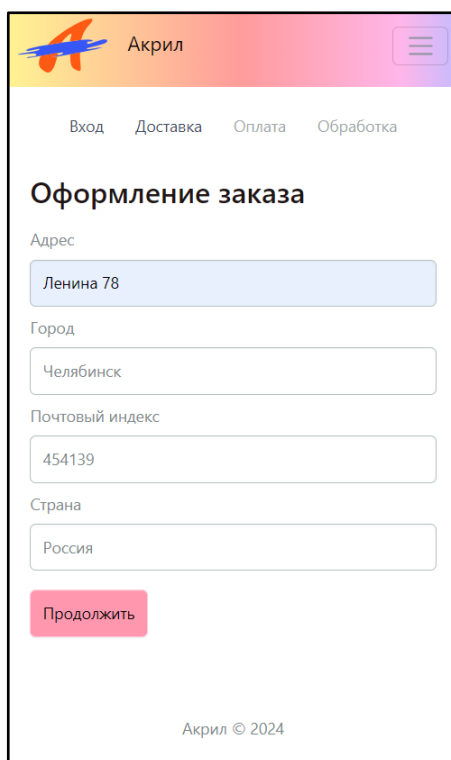 Акрил
Вход Доставка Оплата Обработка
Оформление заказа
Адрес
Ленина 78
Город
Челябинск
Почтовый индекс
454139
Страна
Россия
Продолжить
Акрил © 2024